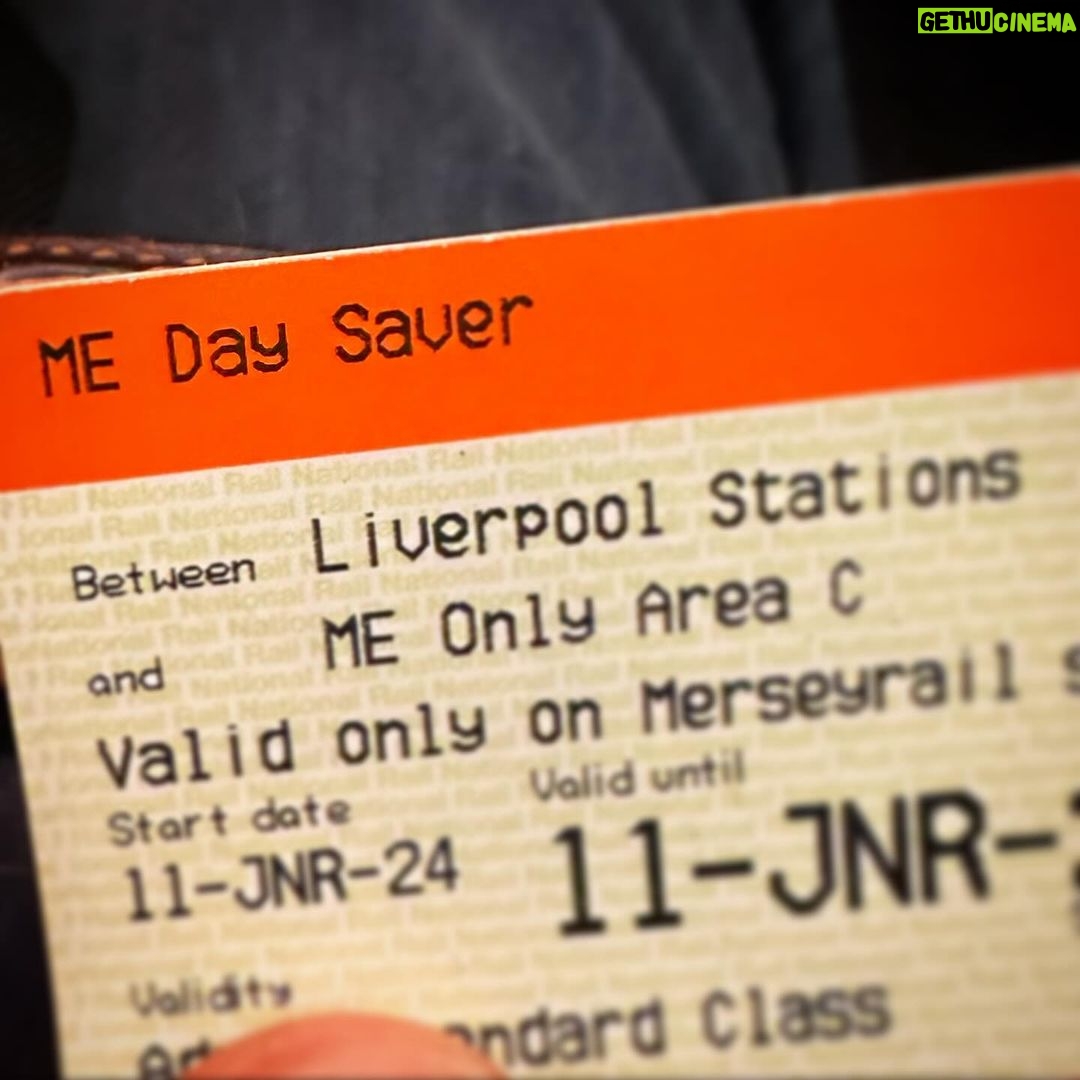 GETHUCINEMA
ME Day Saver
Between Liverpool Stations
and ME Only Area C
Valid only on Merseyrail
Start date Valid until
11-JNR-24 11-JNR-
Validity
Class